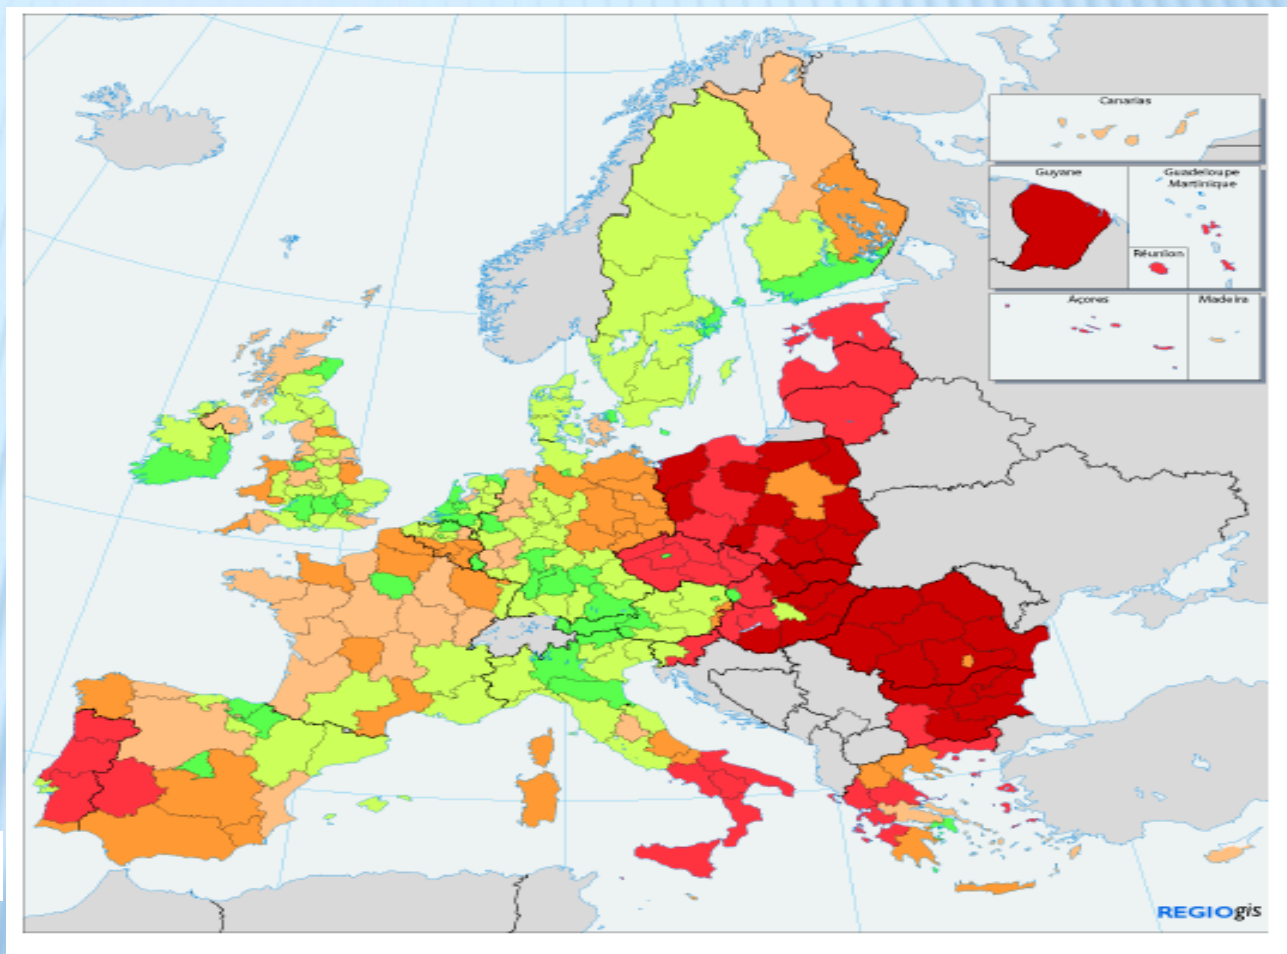 Canarias
Guyane
Guadeloupe
Martinique
Réunion
Açores
Madeira
REGIOgis